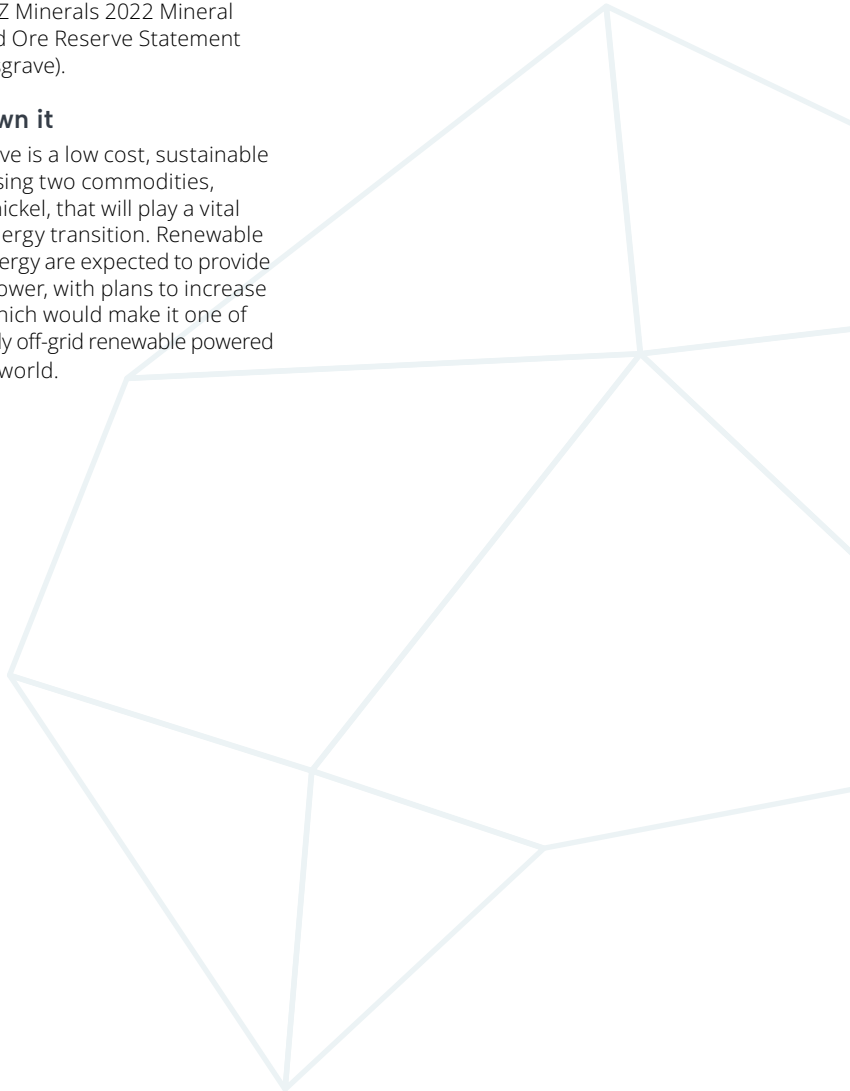 Z Minerals 2022 Mineral
d Ore Reserve Statement
sgrave).
wn it
ve is a low cost, sustainable
sing two commodities,
nickel, that will play a vital
ergy transition. Renewable
ergy are expected to provide
ower, with plans to increase
hich would make it one of
ly off-grid renewable powered
world.